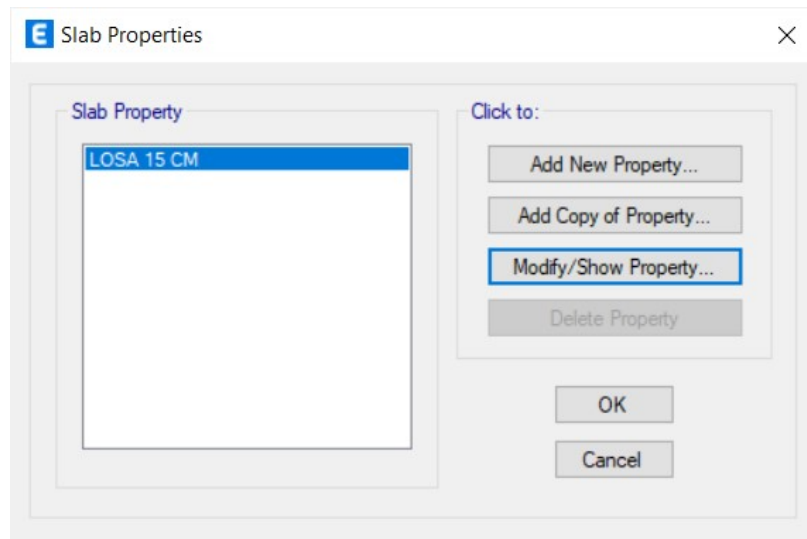 E Slab Properties
Slab Property
LOSA 15 CM
Click to:
Add New Property...
Add Copy of Property...
Modify/Show Property...
Delete Property
OK
Cancel